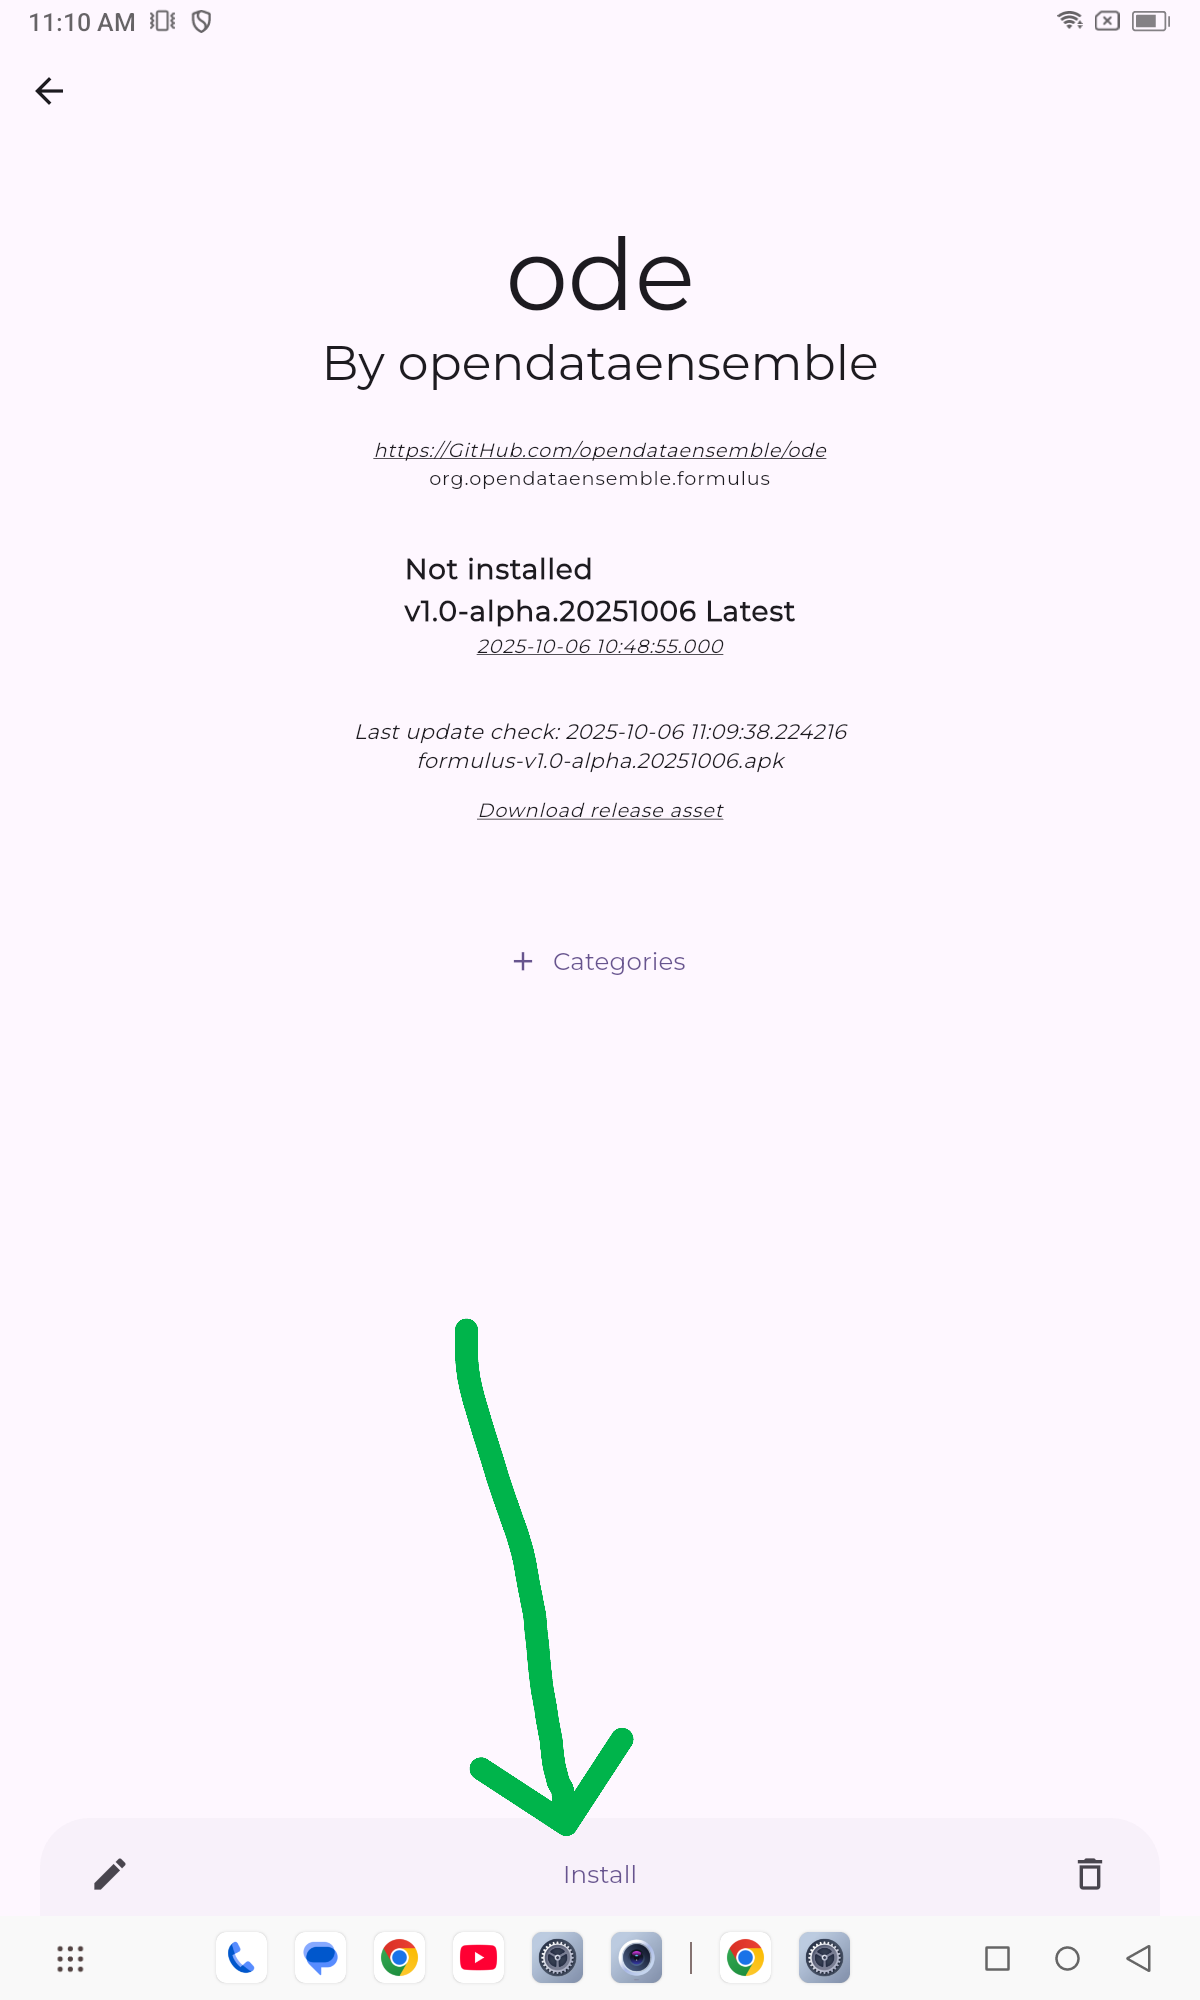 11:10 AM
ode
By opendataensemble
https://GitHub.com/opendataensemble/ode
org.opendataensemble.formulus
Not installed
v1.0-alpha.20251006 Latest
2025-10-06 10:48:55.000
Last update check: 2025-10-06 11:09:38.224216
formulus-v1.0-alpha.20251006.apk
Download release asset
+ Categories
Install